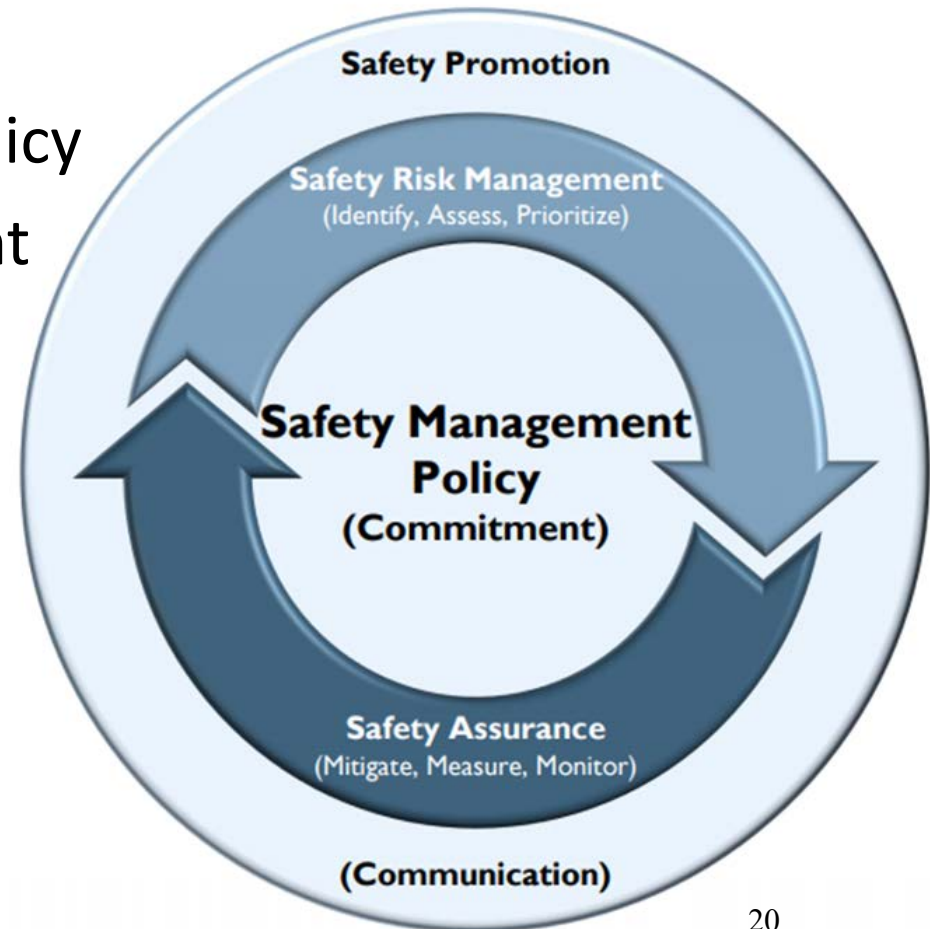 Safety Promotion
icy
Safety Risk Management
(Identify, Assess, Prioritize)
nt
Safety Management
Policy
(Commitment)
Safety Assurance
(Mitigate, Measure, Monitor)
(Communication)
20